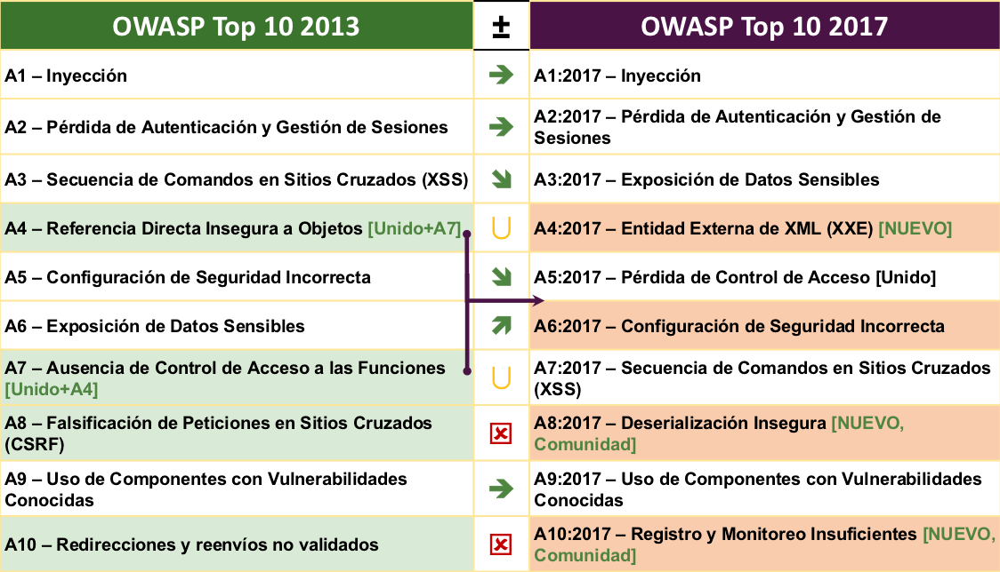 OWASP Top 10 2013
±
OWASP Top 10 2017
A1 – Inyección
A1:2017 – Inyección
A2 – Pérdida de Autenticación y Gestión de Sesiones
A2:2017 – Pérdida de Autenticación y Gestión de
Sesiones
A3 – Secuencia de Comandos en Sitios Cruzados (XSS)
A3:2017 – Exposición de Datos Sensibles
A4 – Referencia Directa Insegura a Objetos [Unido+A7]
U
A4:2017 – Entidad Externa de XML (XXE) [NUEVO]
A5 – Configuración de Seguridad Incorrecta
A5:2017 – Pérdida de Control de Acceso [Unido]
A6 – Exposición de Datos Sensibles
A6:2017 – Configuración de Seguridad Incorrecta
A7 – Ausencia de Control de Acceso a las Funciones
[Unido+A4]
U
A7:2017 – Secuencia de Comandos en Sitios Cruzados
(XSS)
A8 – Falsificación de Peticiones en Sitios Cruzados
(CSRF)
A8:2017 – Deserialización Insegura [NUEVO,
Comunidad]
A9 – Uso de Componentes con Vulnerabilidades
Conocidas
A9:2017 – Uso de Componentes con Vulnerabilidades
Conocidas
A10 – Redirecciones y reenvíos no validados
A10:2017 – Registro y Monitoreo Insuficientes [NUEVO,
Comunidad]